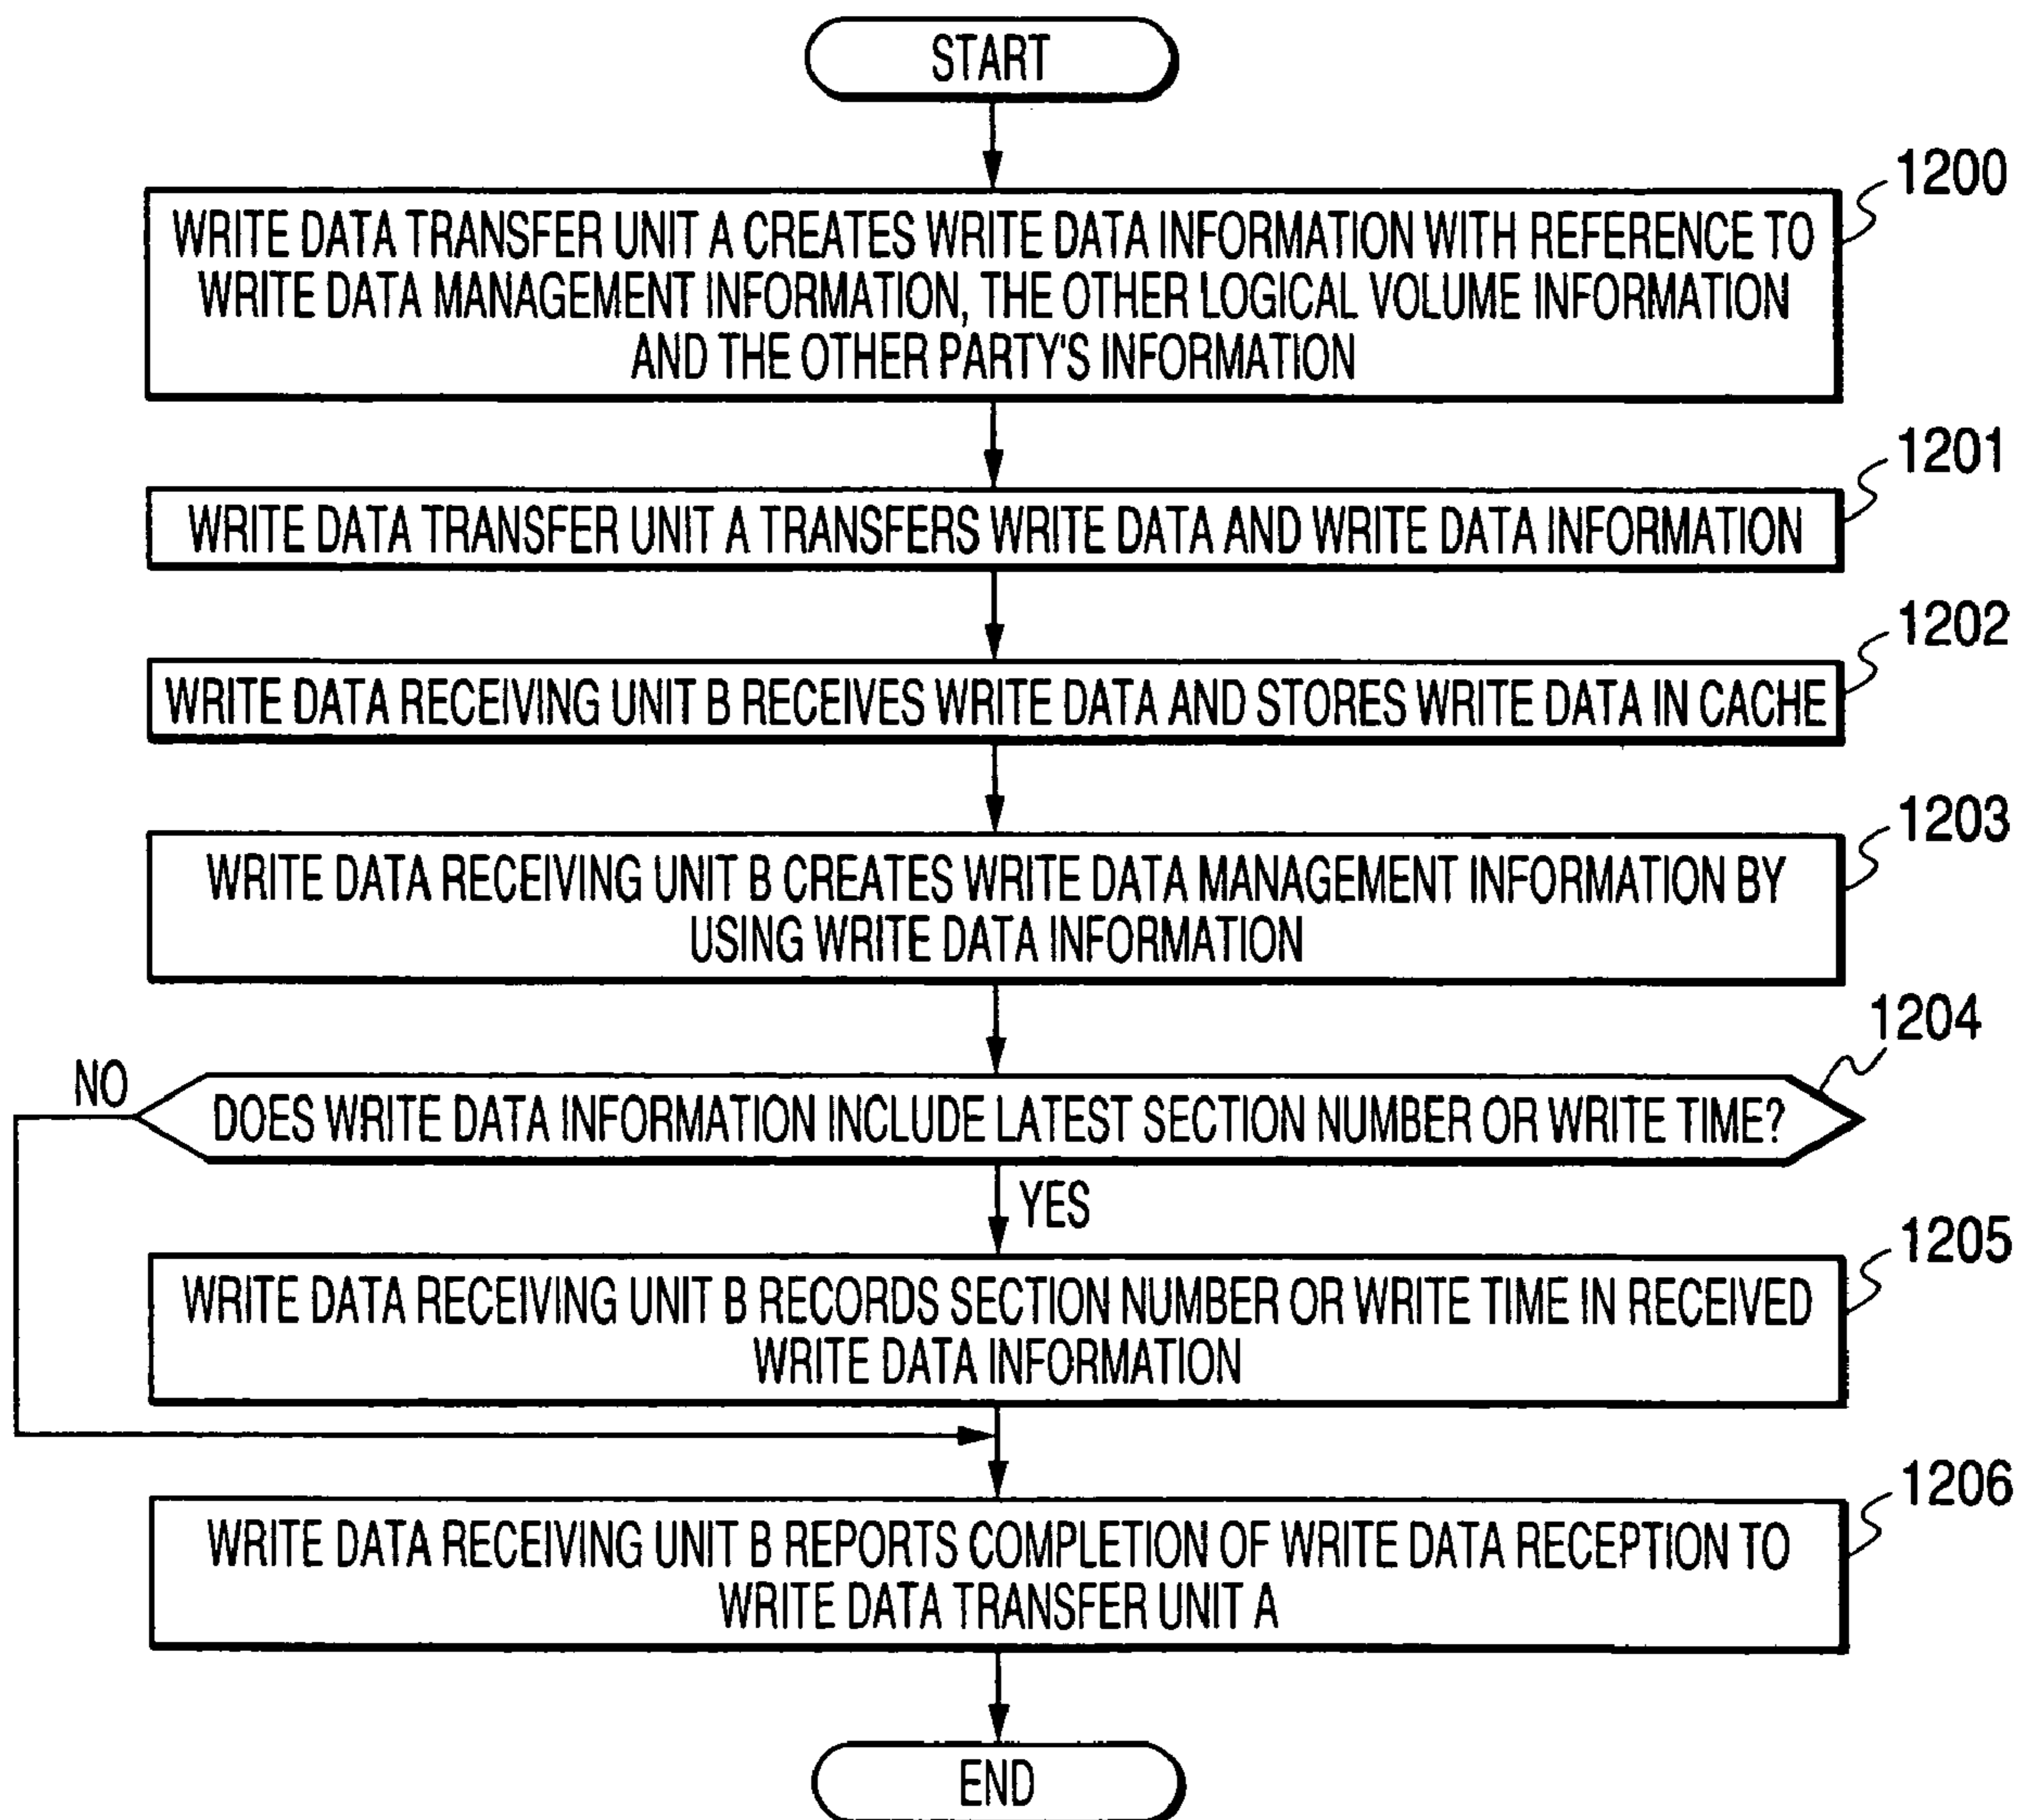 START
1200
WRITE DATA TRANSFER UNIT A CREATES WRITE DATA INFORMATION WITH REFERENCE TO
WRITE DATA MANAGEMENT INFORMATION, THE OTHER LOGICAL VOLUME INFORMATION
AND THE OTHER PARTY'S INFORMATION
1201
WRITE DATA TRANSFER UNIT A TRANSFERS WRITE DATA AND WRITE DATA INFORMATION
1202
WRITE DATA RECEIVING UNIT B RECEIVES WRITE DATA AND STORES WRITE DATA IN CACHE
1203
WRITE DATA RECEIVING UNIT B CREATES WRITE DATA MANAGEMENT INFORMATION BY
USING WRITE DATA INFORMATION
1204
NO
DOES WRITE DATA INFORMATION INCLUDE LATEST SECTION NUMBER OR WRITE TIME?
YES
1205
WRITE DATA RECEIVING UNIT B RECORDS SECTION NUMBER OR WRITE TIME IN RECEIVED
WRITE DATA INFORMATION
1206
WRITE DATA RECEIVING UNIT B REPORTS COMPLETION OF WRITE DATA RECEPTION TO
WRITE DATA TRANSFER UNIT A
END